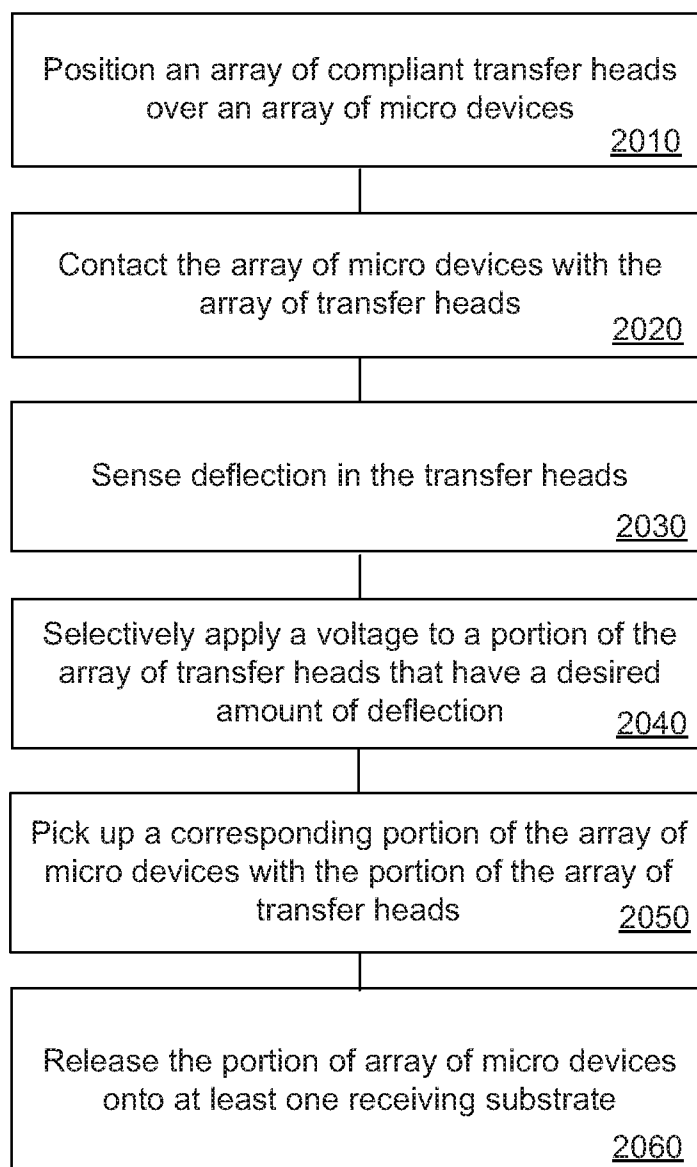 Position an array of compliant transfer heads
over an array of micro devices
2010
Contact the array of micro devices with the
array of transfer heads
2020
Sense deflection in the transfer heads
2030
Selectively apply a voltage to a portion of the
array of transfer heads that have a desired
amount of deflection
2040
Pick up a corresponding portion of the array of
micro devices with the portion of the array of
transfer heads
2050
Release the portion of array of micro devices
onto at least one receiving substrate
2060